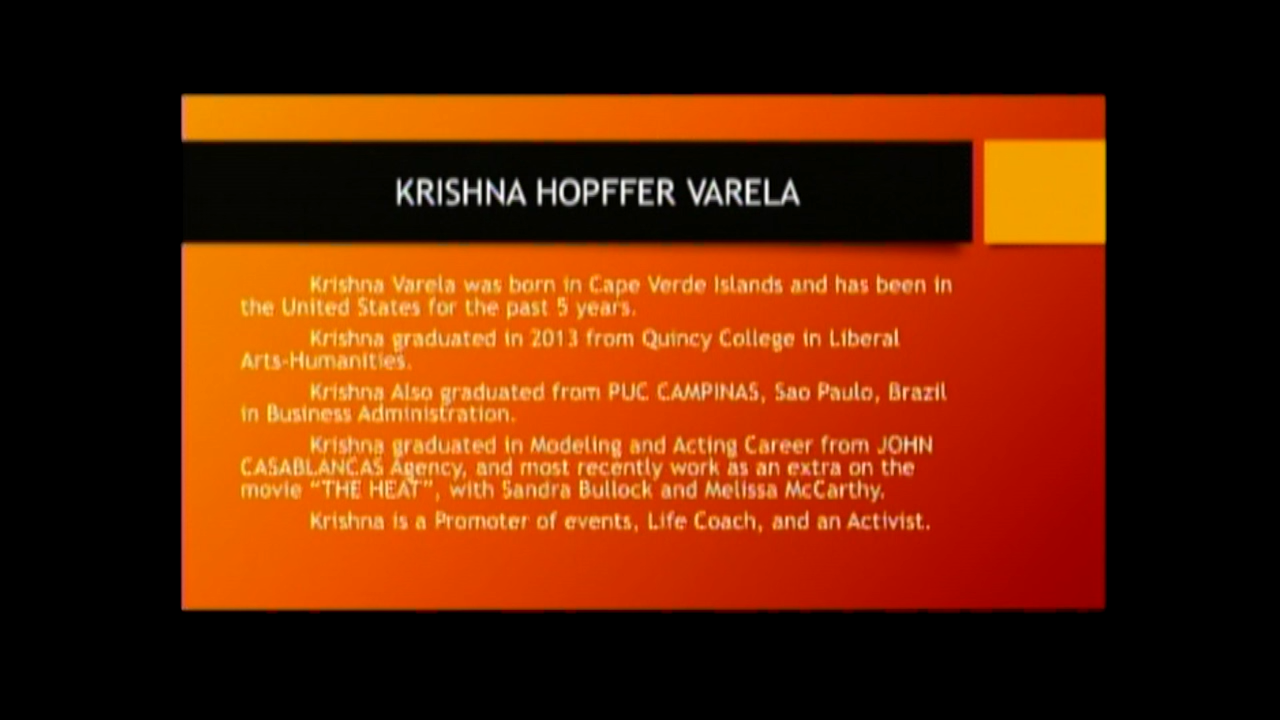 KRISHNA HOPFFER VARELA
Krishna Varela was born in Cape Verde Islands and has been in
the United States for the past 5 years.
Krishna graduated in 2013 from Quincy College in Liberal
Arts-Humanities.
Krishna Also graduated from PUC CAMPINAS, Sao Paulo, Brazil
in Business Administration.
Krishna graduated in Modeling and Acting Career from JOHN
CASABLANCAS Agency, and most recently work as an extra on the
movie “THE HEAT”, with Sandra Bullock and Melissa McCarthy.
Krishna is a Promoter of events, Life Coach, and an Activist.